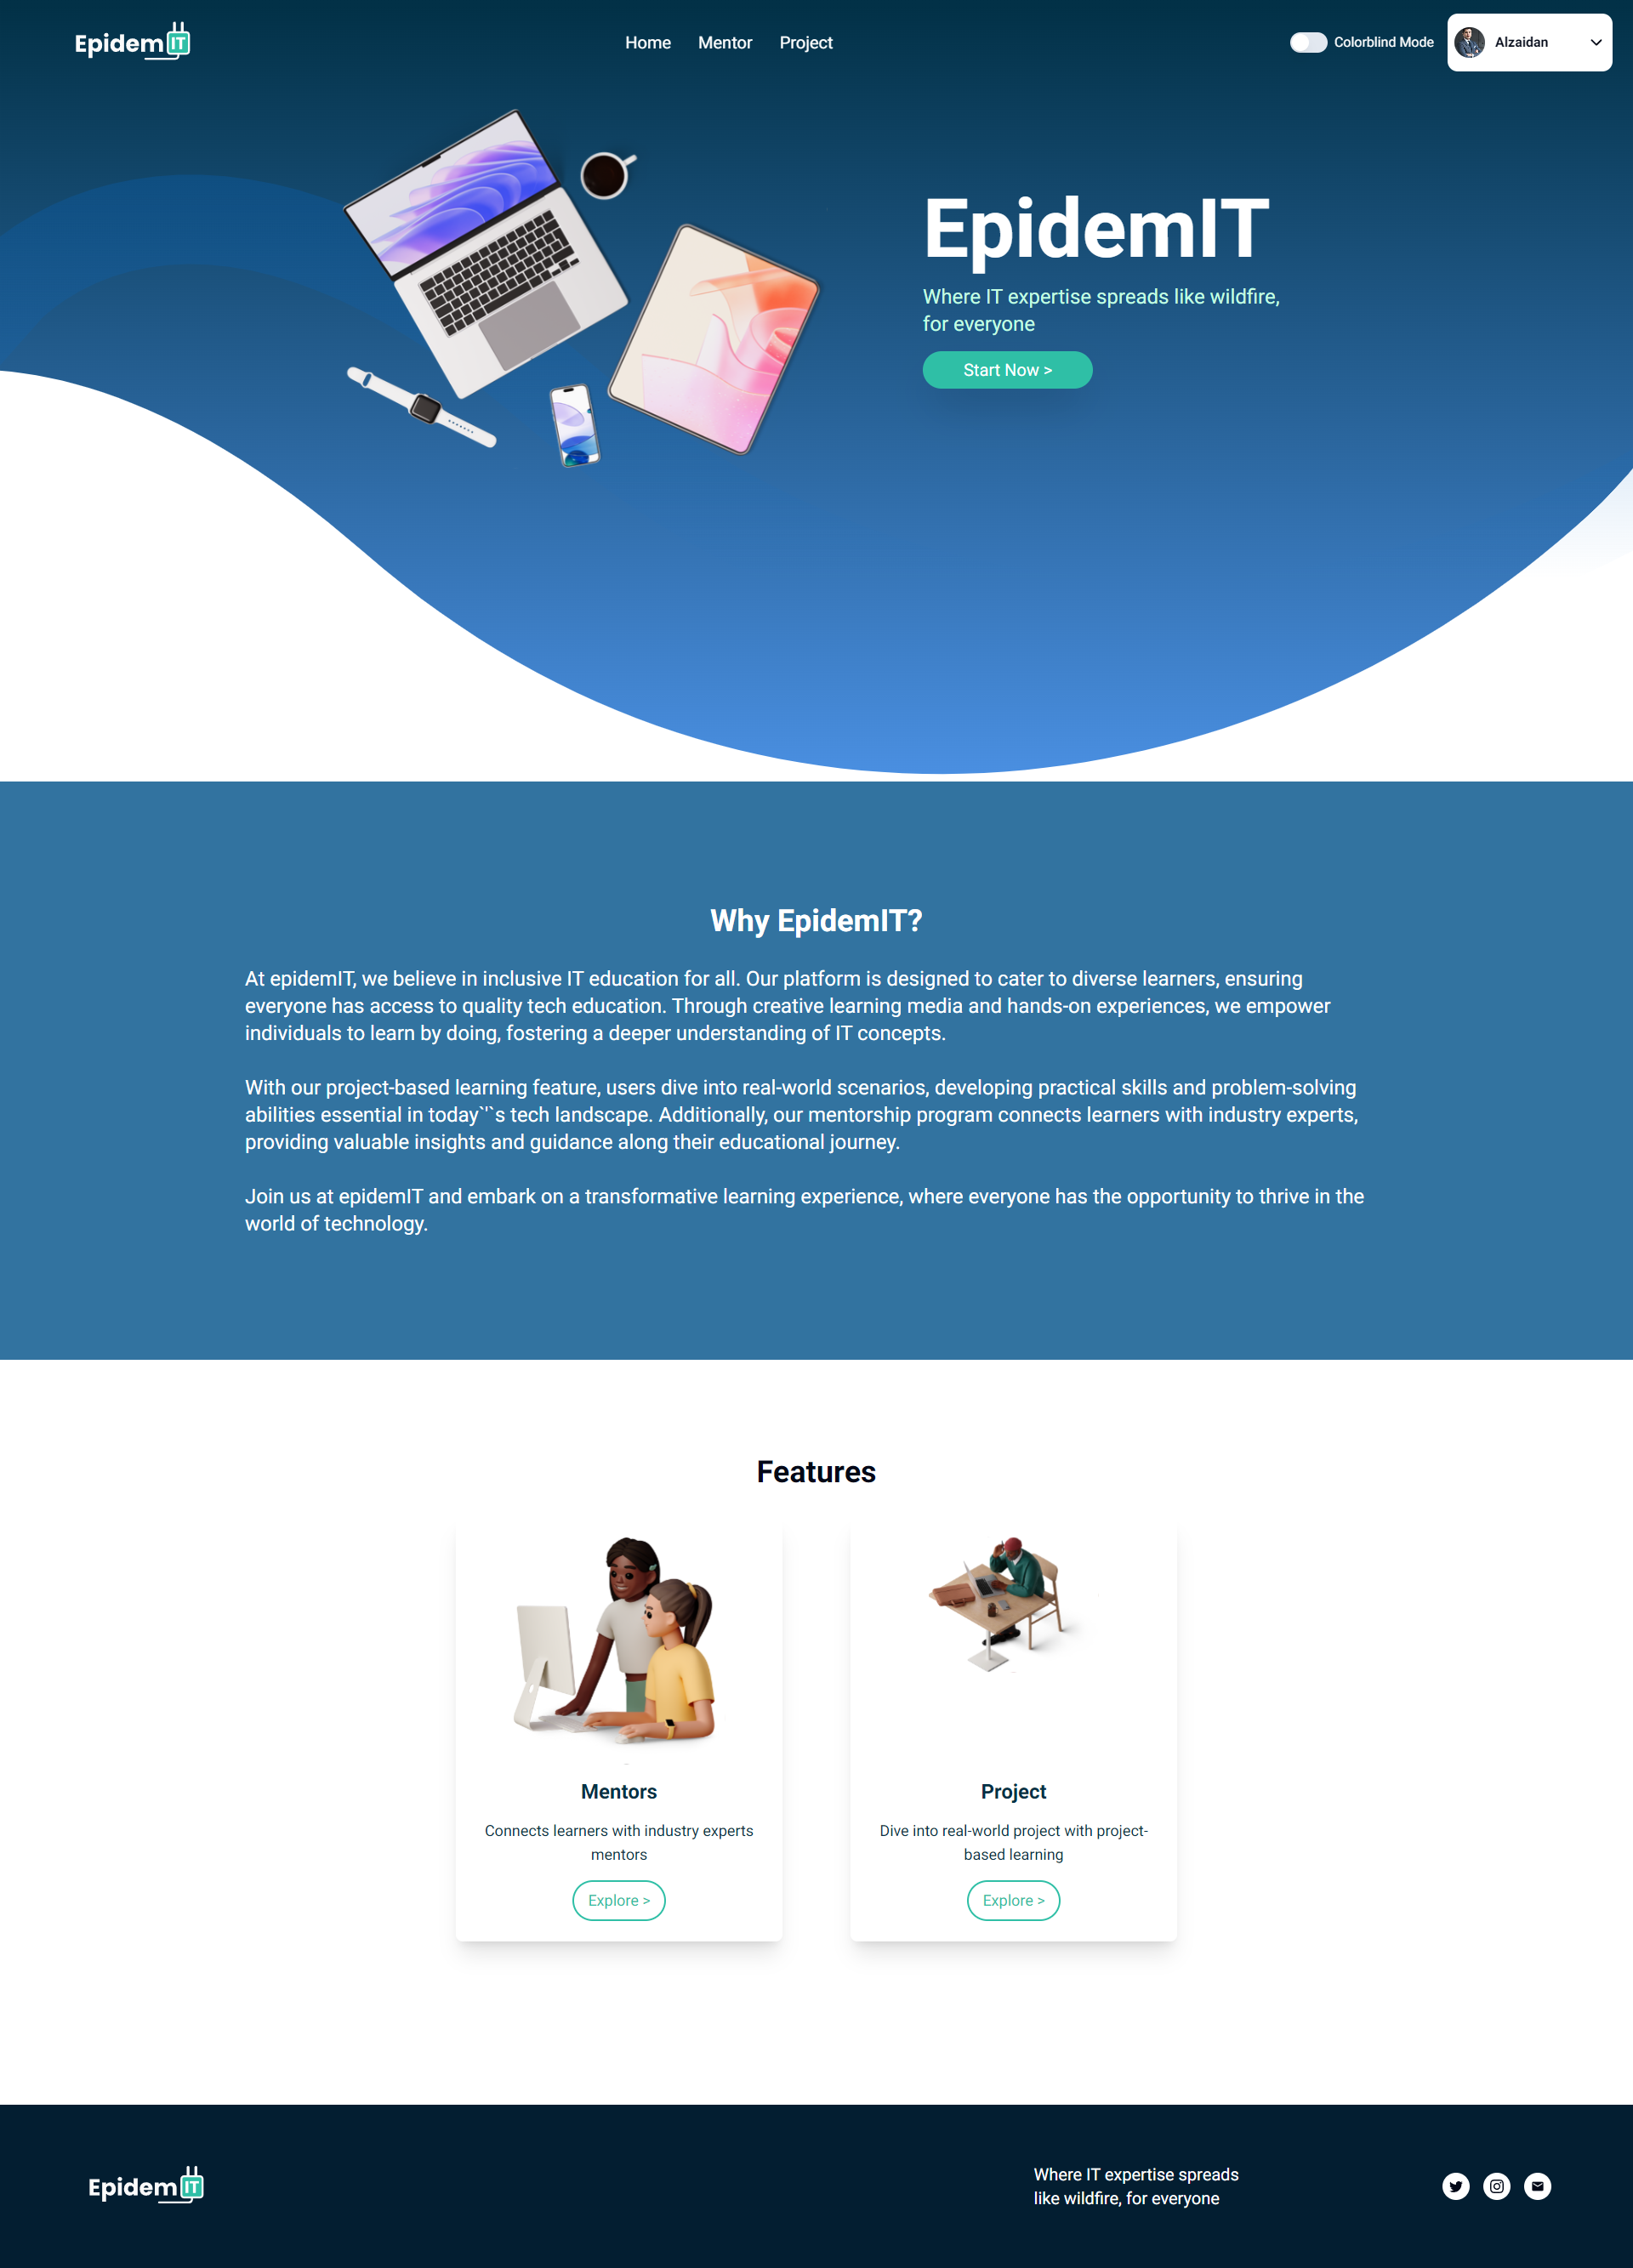 EpidemIT
Home
Mentor
Project
Colorblind Mode
Alzaidan
EpidemIT
Where IT expertise spreads like wildfire,
for everyone
Start Now >
Why EpidemIT?
At epidemIT, we believe in inclusive IT education for all. Our platform is designed to cater to diverse learners, ensuring
everyone has access to quality tech education. Through creative learning media and hands-on experiences, we empower
individuals to learn by doing, fostering a deeper understanding of IT concepts.
With our project-based learning feature, users dive into real-world scenarios, developing practical skills and problem-solving
abilities essential in today`'`s tech landscape. Additionally, our mentorship program connects learners with industry experts,
providing valuable insights and guidance along their educational journey.
Join us at epidemIT and embark on a transformative learning experience, where everyone has the opportunity to thrive in the
world of technology.
Features
Mentors
Connects learners with industry experts
mentors
Explore >
Project
Dive into real-world project with project-
based learning
Explore >
EpidemIT
Where IT expertise spreads
like wildfire, for everyone